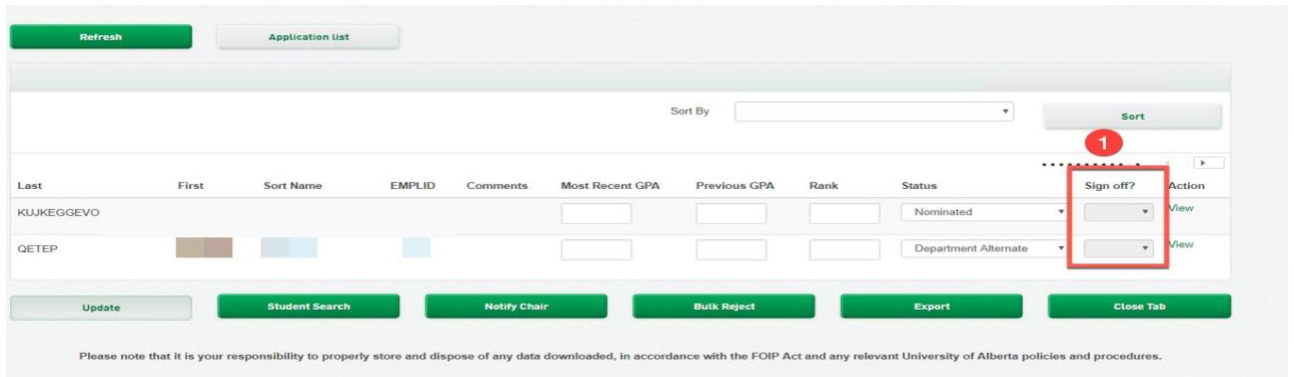 Refresh Application list
Sort By Sort
1
Last First Sort Name EMPLID Comments Most Recent GPA Previous GPA Rank Status Sign off? Action
KUJKEGGEVO Nominated View
QETEP Department Alternate View
Update Student Search Notify Chair Bulk Reject Export Close Tab
Please note that it is your responsibility to properly store and dispose of any data downloaded, in accordance with the FOIP Act and any relevant University of Alberta policies and procedures.